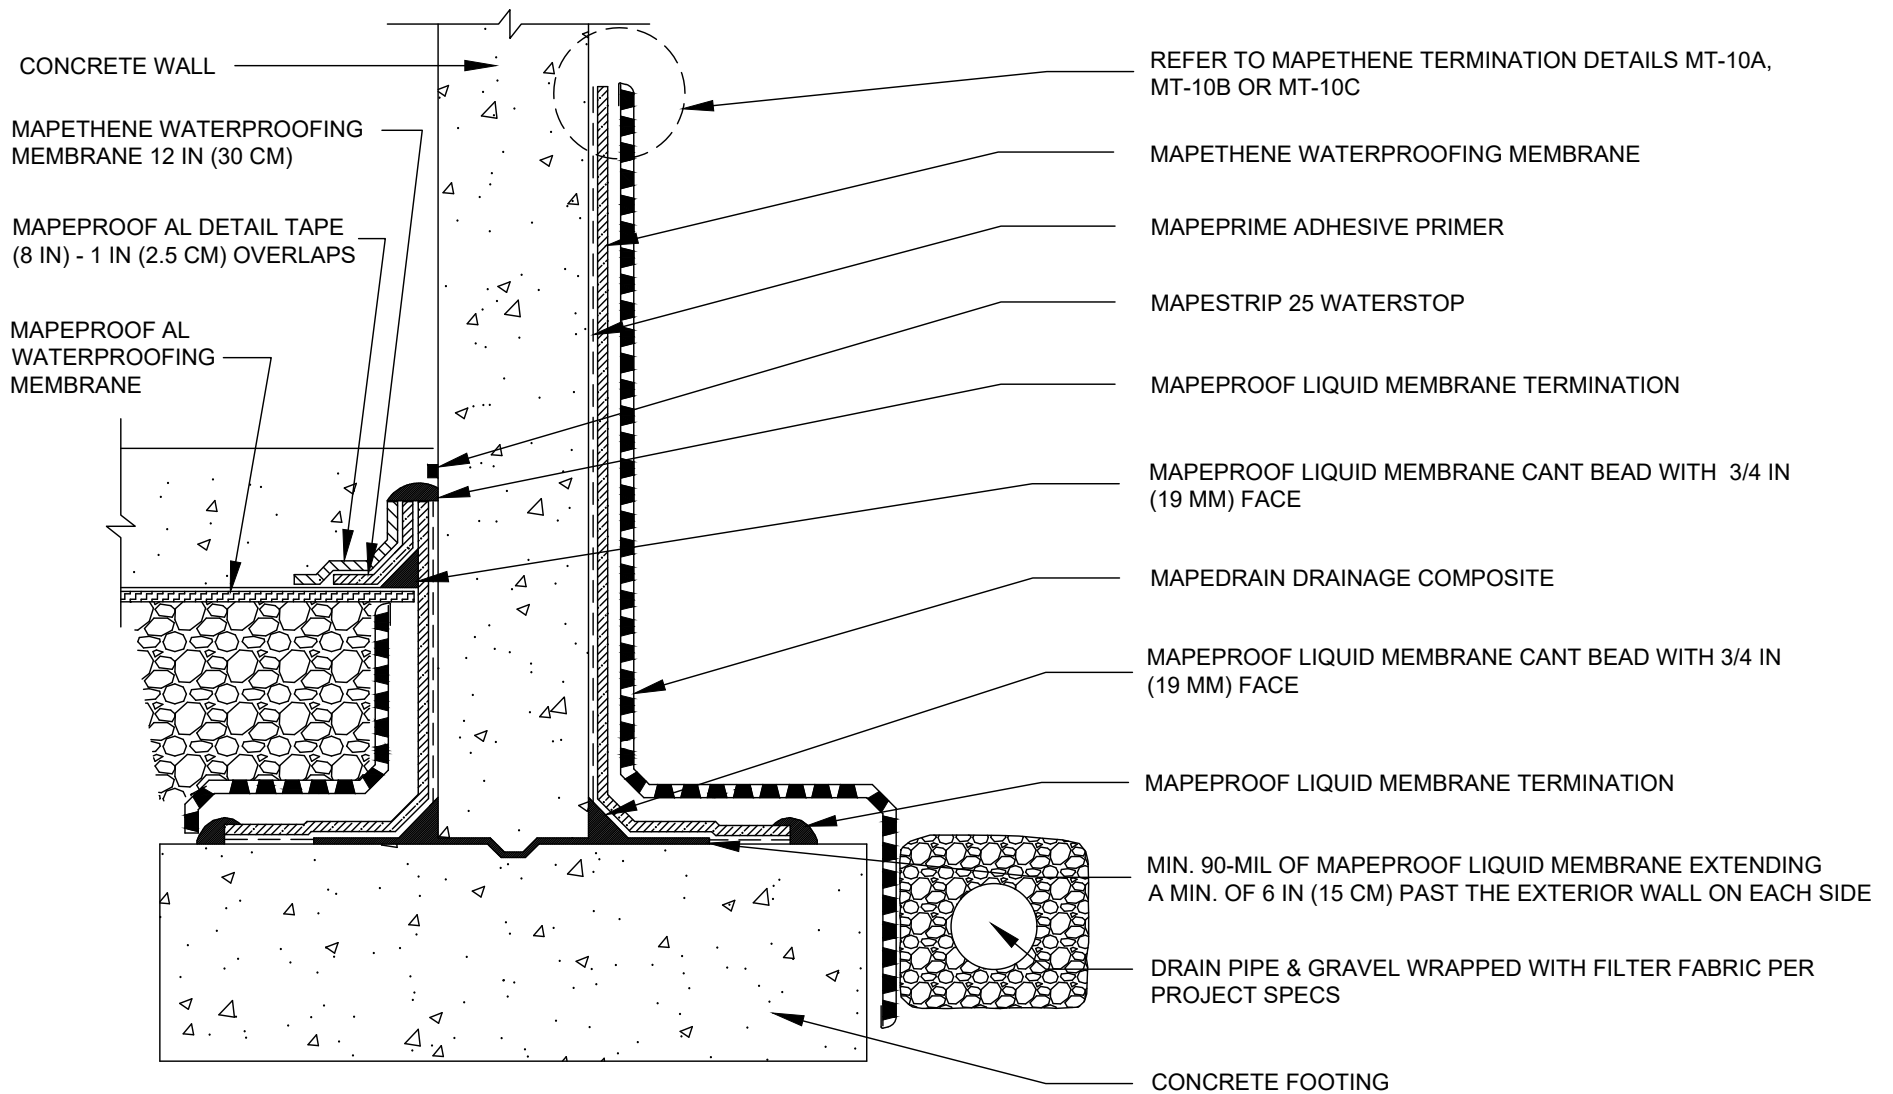 CONCRETE WALL
MAPETHENE WATERPROOFING
MEMBRANE 12 IN (30 CM)
MAPEPROOF AL DETAIL TAPE
(8 IN) - 1 IN (2.5 CM) OVERLAPS
MAPEPROOF AL
WATERPROOFING
MEMBRANE
REFER TO MAPETHENE TERMINATION DETAILS MT-10A,
MT-10B OR MT-10C
MAPETHENE WATERPROOFING MEMBRANE
MAPEPRIME ADHESIVE PRIMER
MAPESTRIP 25 WATERSTOP
MAPEPROOF LIQUID MEMBRANE TERMINATION
MAPEPROOF LIQUID MEMBRANE CANT BEAD WITH 3/4 IN
(19 MM) FACE
MAPEDRAIN DRAINAGE COMPOSITE
MAPEPROOF LIQUID MEMBRANE CANT BEAD WITH 3/4 IN
(19 MM) FACE
MAPEPROOF LIQUID MEMBRANE TERMINATION
MIN. 90-MIL OF MAPEPROOF LIQUID MEMBRANE EXTENDING
A MIN. OF 6 IN (15 CM) PAST THE EXTERIOR WALL ON EACH SIDE
DRAIN PIPE & GRAVEL WRAPPED WITH FILTER FABRIC PER
PROJECT SPECS
CONCRETE FOOTING